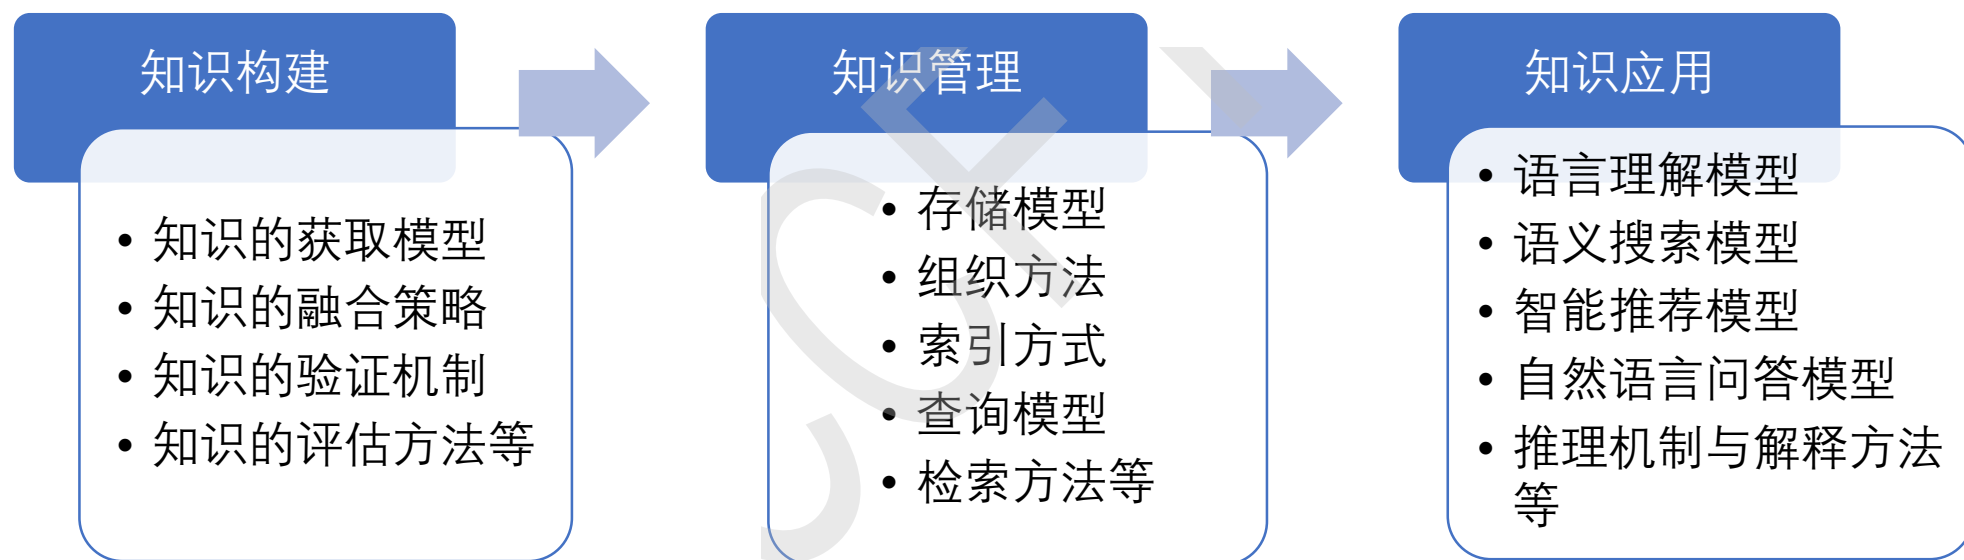 知识构建
• 知识的获取模型
• 知识的融合策略
• 知识的验证机制
• 知识的评估方法等
知识管理
• 存储模型
• 组织方法
• 索引方式
• 查询模型
• 检索方法等
知识应用
• 语言理解模型
• 语义搜索模型
• 智能推荐模型
• 自然语言问答模型
• 推理机制与解释方法
等